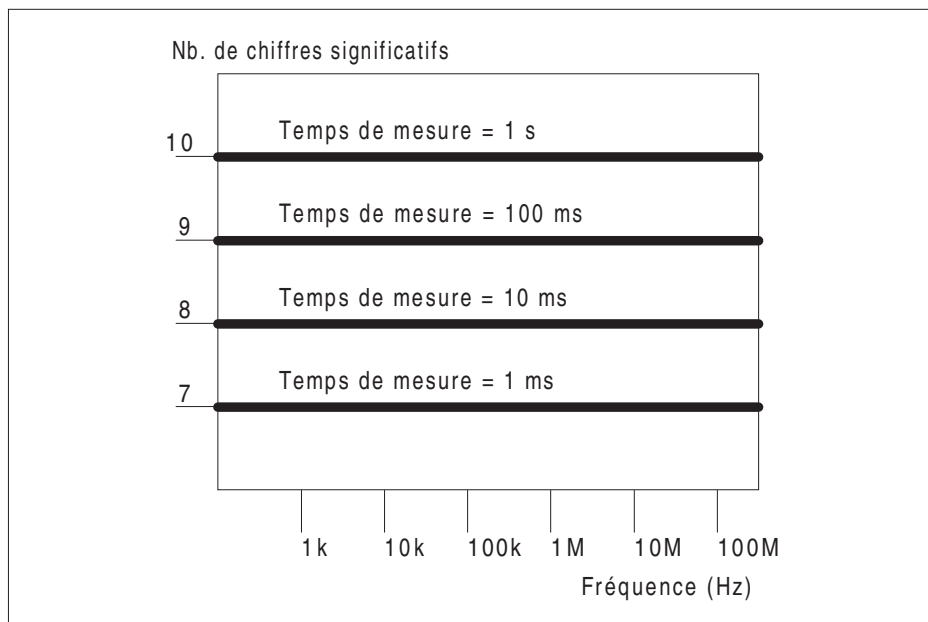 Nb. de chiffres significatifs
10
Temps de mesure = 1 s
9
Temps de mesure = 100 ms
8
Temps de mesure = 10 ms
7
Temps de mesure = 1 ms
1k 10k 100k 1M 10M 100M
Fréquence (Hz)